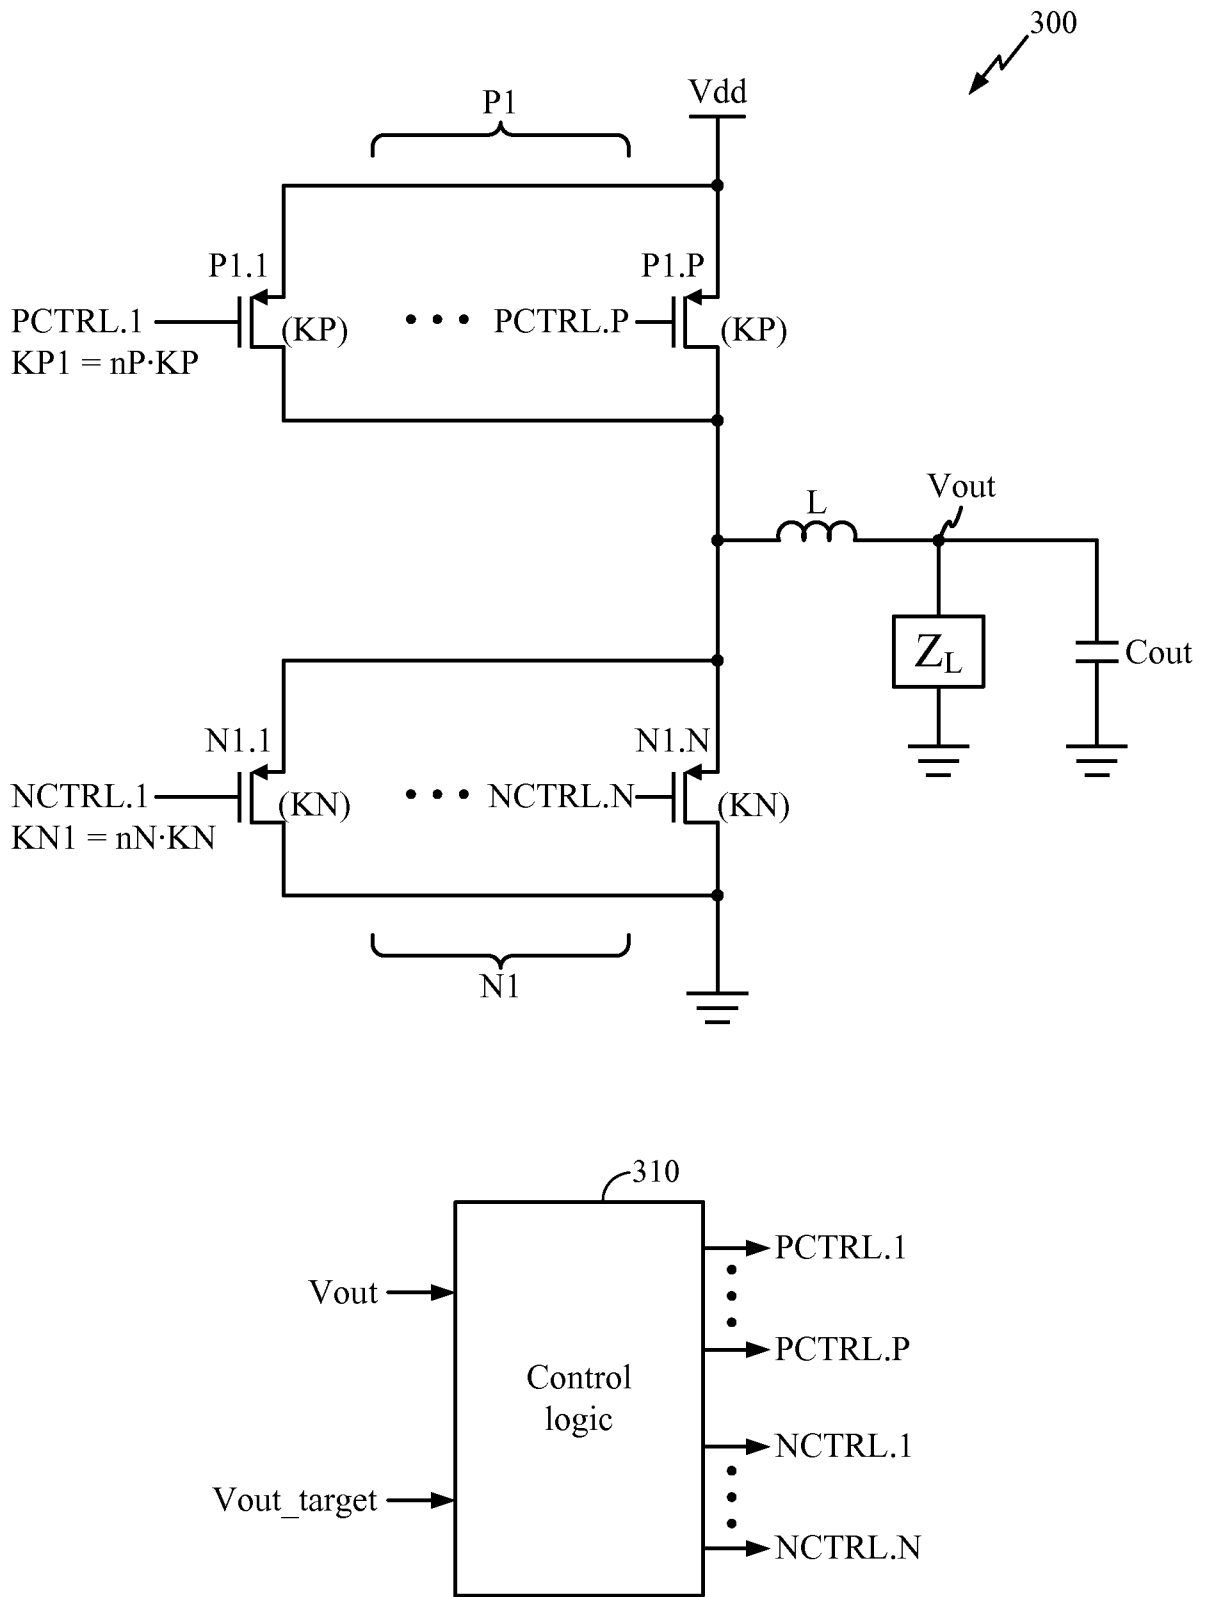 300
Vdd
P1
P1.1
P1.P
PCTRL.1
(KP)
PCTRL.P
(KP)
KP1 = nP·KP
Vout
L
Z_L
Cout
N1.1
N1.N
NCTRL.1
(KN)
NCTRL.N
(KN)
KN1 = nN·KN
N1
310
PCTRL.1
Vout
PCTRL.P
Control
logic
NCTRL.1
Vout_target
NCTRL.N